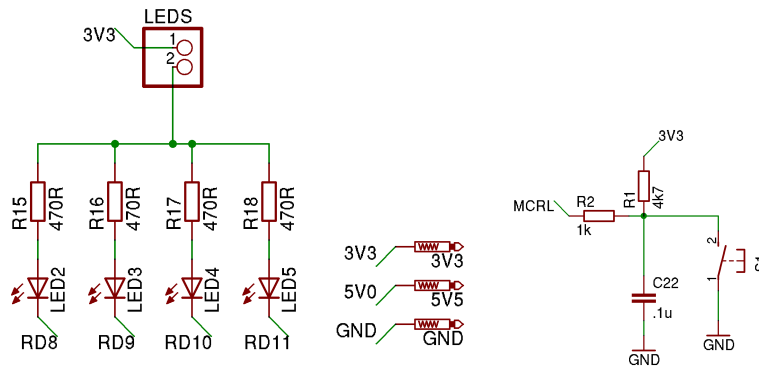 LEDS
3V3
1
2
R15
470R
R16
470R
R17
470R
R18
470R
LED2
LED3
LED4
LED5
RD8
RD9
RD10
RD11
3V3
3V3
5V0
5V5
GND
GND
3V3
MCRL
R2
1k
R1
4k7
C22
.1u
2
1
GND
GND